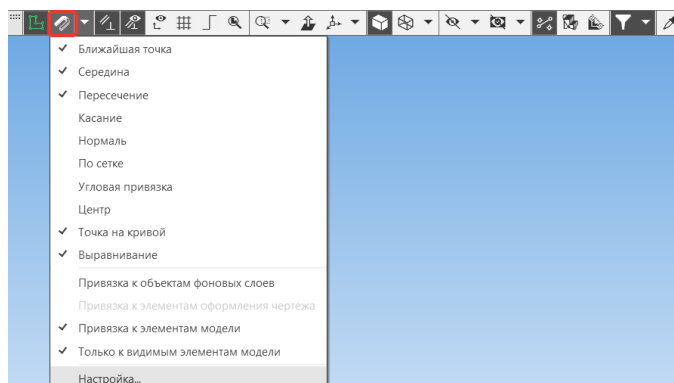 Ближайшая точка
Середина
Пересечение
Касание
Нормаль
По сетке
Угловая привязка
Центр
Точка на кривой
Выравнивание
Привязка к объектам фоновых слоев
Привязка к элементам оформления чертежа
Привязка к элементам модели
Только к видимым элементам модели
Настройка...